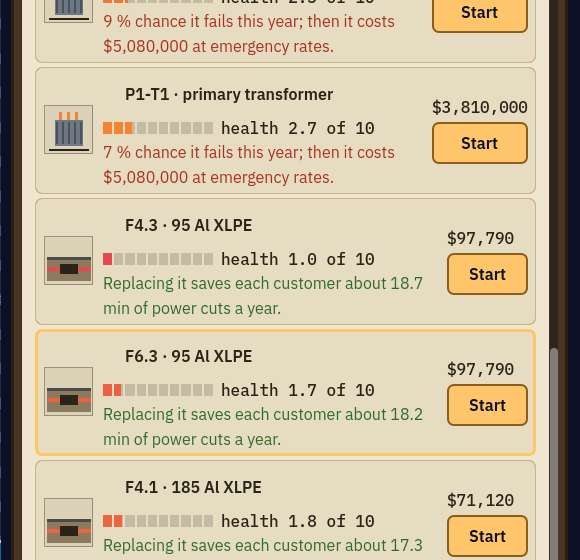 Start
9 % chance it fails this year; then it costs
$5,080,000 at emergency rates.
P1-T1 · primary transformer
$3,810,000
health 2.7 of 10
Start
7 % chance it fails this year; then it costs
$5,080,000 at emergency rates.
F4.3 · 95 Al XLPE
$97,790
health 1.0 of 10
Start
Replacing it saves each customer about 18.7
min of power cuts a year.
F6.3 · 95 Al XLPE
$97,790
health 1.7 of 10
Start
Replacing it saves each customer about 18.2
min of power cuts a year.
F4.1 · 185 Al XLPE
$71,120
health 1.8 of 10
Start
Replacing it saves each customer about 17.3